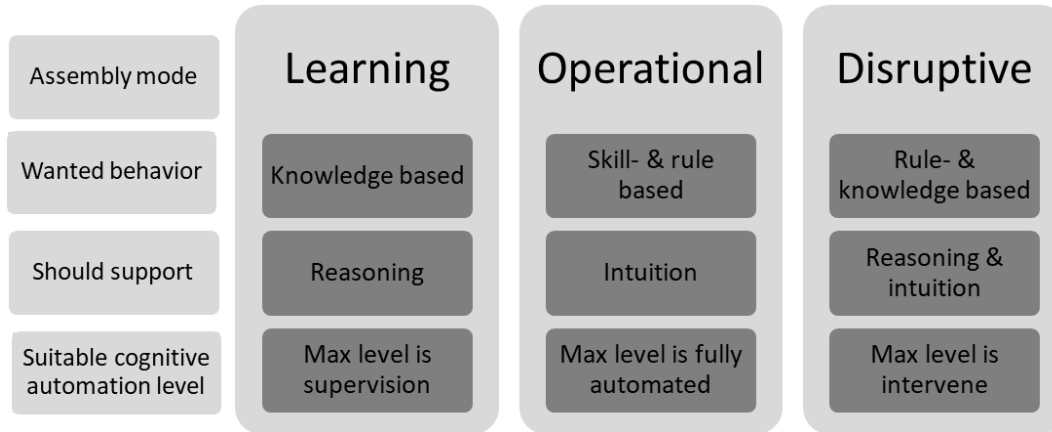 Assembly mode
Learning
Operational
Disruptive
Wanted behavior
Knowledge based
Skill- & rule
based
Rule- &
knowledge based
Should support
Reasoning
Intuition
Reasoning &
intuition
Suitable cognitive
automation level
Max level is
supervision
Max level is fully
automated
Max level is
intervene